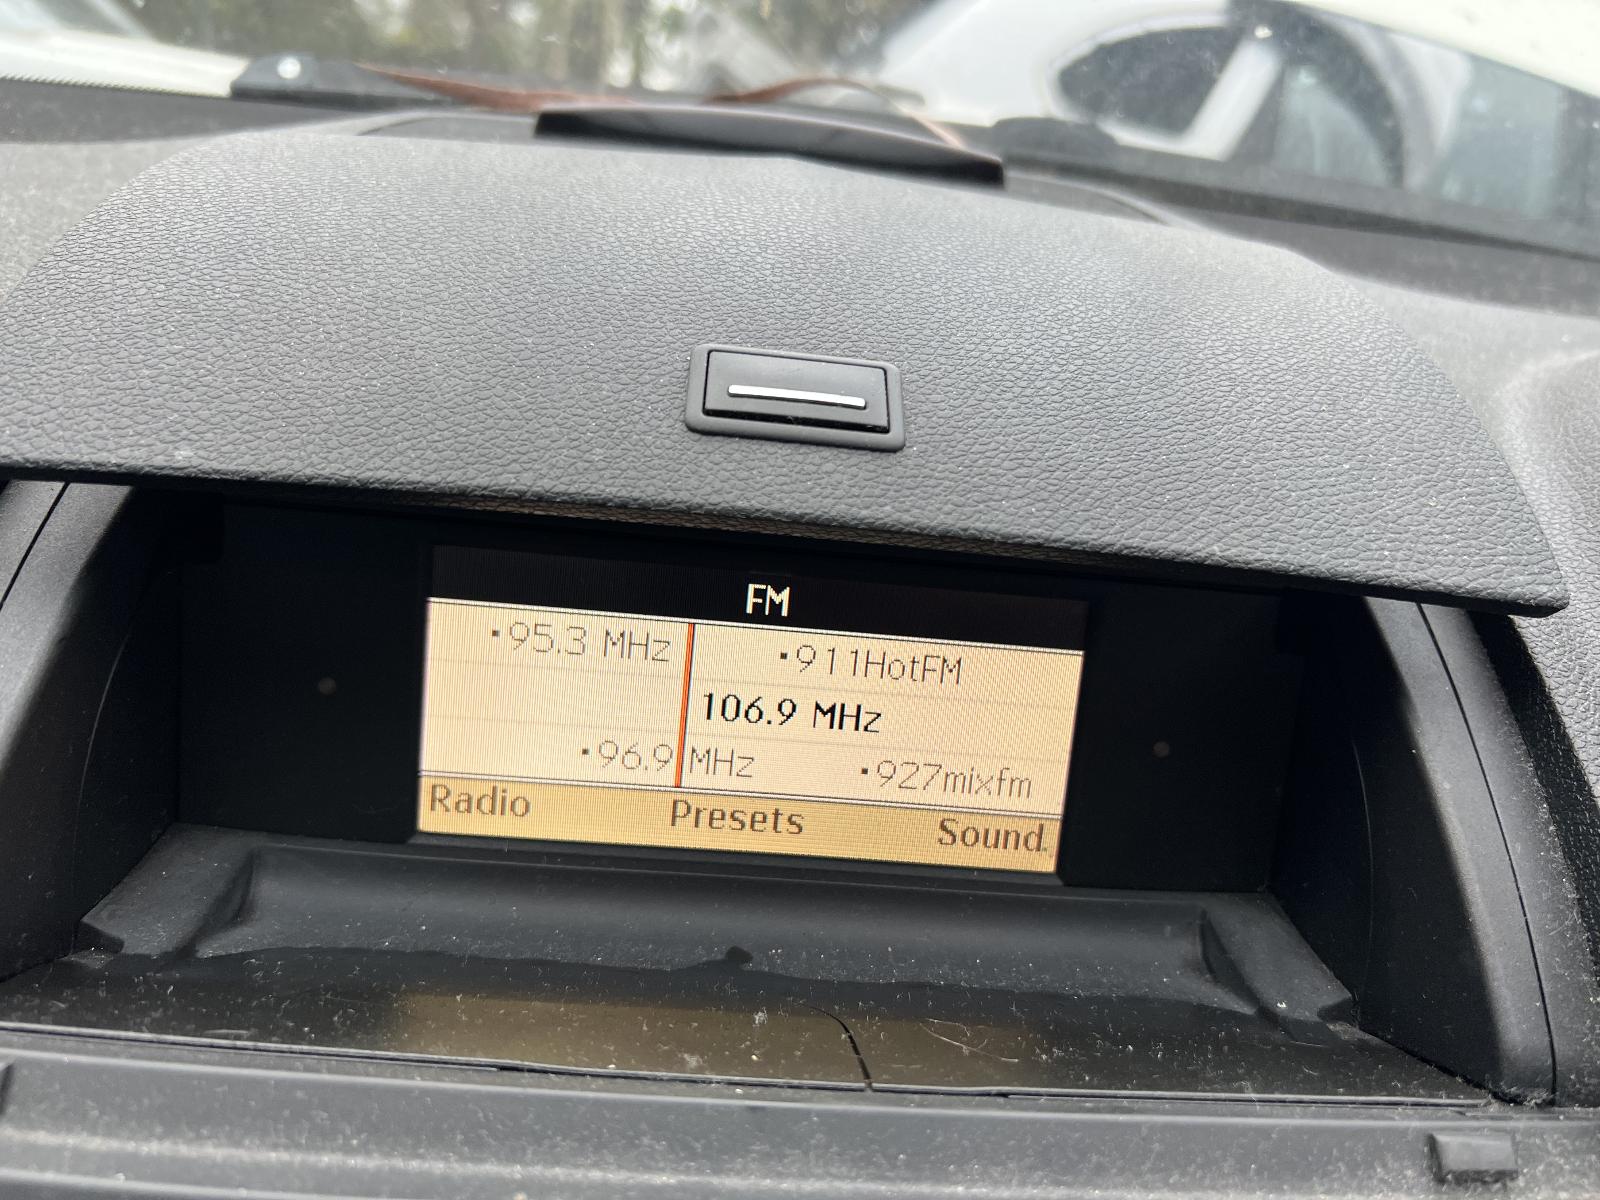 FM
·95.3 MHz ·911HotFM
106.9 MHz
·96.9 MHz ·927mixfm
Radio Presets Sound